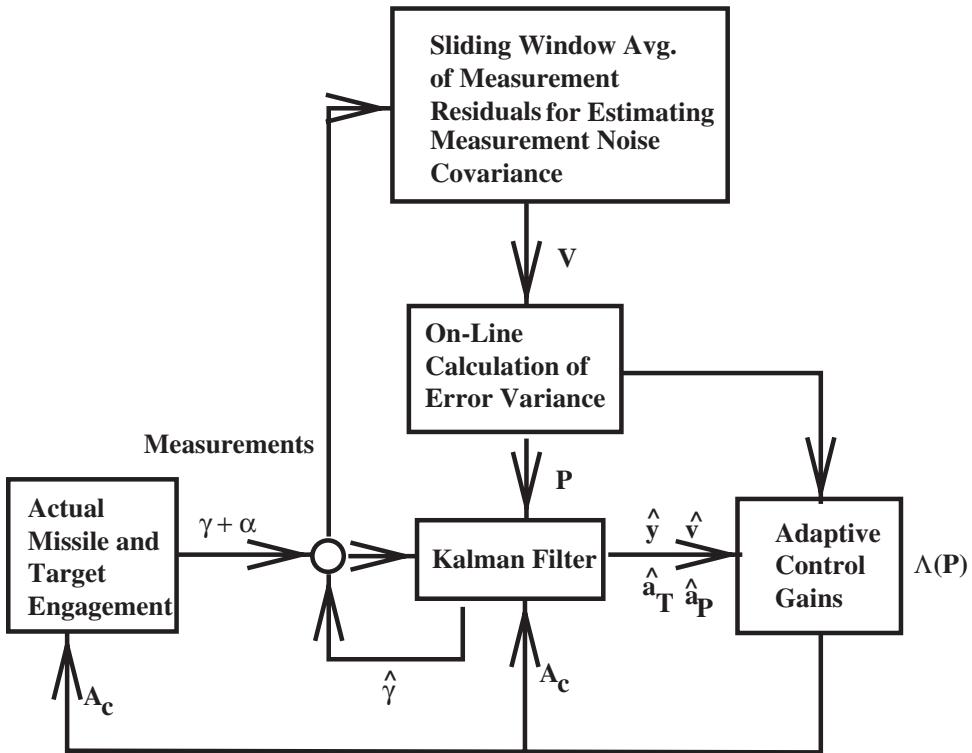 Sliding Window Avg.
of Measurement
Residuals for Estimating
Measurement Noise
Covariance
V
On-Line
Calculation of
Error Variance
Measurements
P
Actual
Missile and
Target
Engagement
γ + α
Kalman Filter
ŷ v̂
â_T â_P
Adaptive
Control
Gains
Λ(P)
γ̂
A_c
A_c